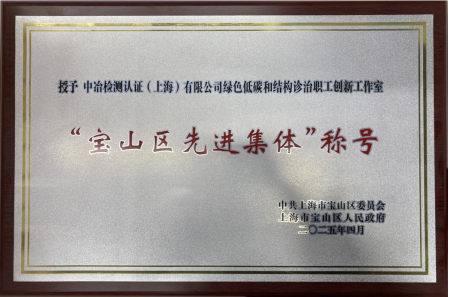 授予 中冶检测认证（上海）有限公司绿色低碳和结构诊治职工创新工作室
“宝山区先进集体”称号
中共上海市宝山区委员会
上海市宝山区人民政府
二〇二五年四月